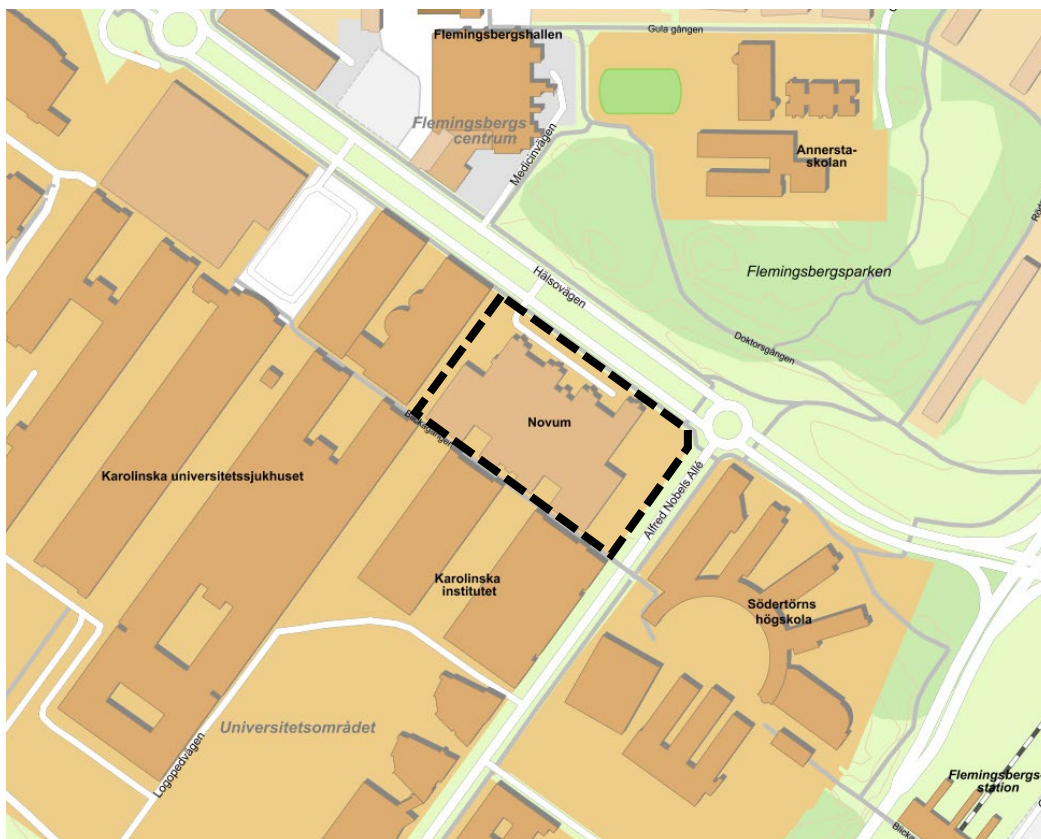 Flemingsbergshallen
Gula gången
Flemingsbergs
centrum
Medicinvägen
Annersta-
skolan
Hälsovägen
Flemingsbergsparken
Doktorsgången
Novum
Karolinska universitetssjukhuset
Alfred Nobels Allé
Karolinska
institutet
Södertörns
högskola
Universitetsområdet
Logopedvägen
Flemingsbergs
station